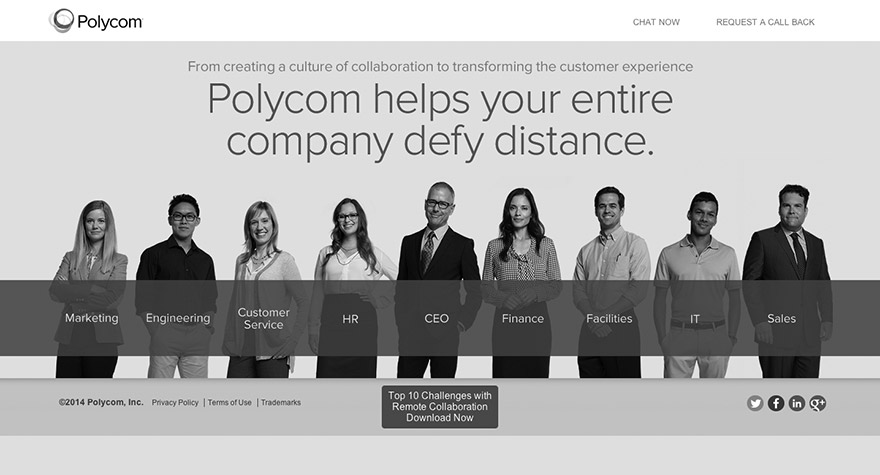 Polycom
CHAT NOW
REQUEST A CALL BACK
From creating a culture of collaboration to transforming the customer experience
Polycom helps your entire
company defy distance.
Marketing
Engineering
Customer
Service
HR
CEO
Finance
Facilities
IT
Sales
©2014 Polycom, Inc.
Privacy Policy
Terms of Use
Trademarks
Top 10 Challenges with
Remote Collaboration
Download Now